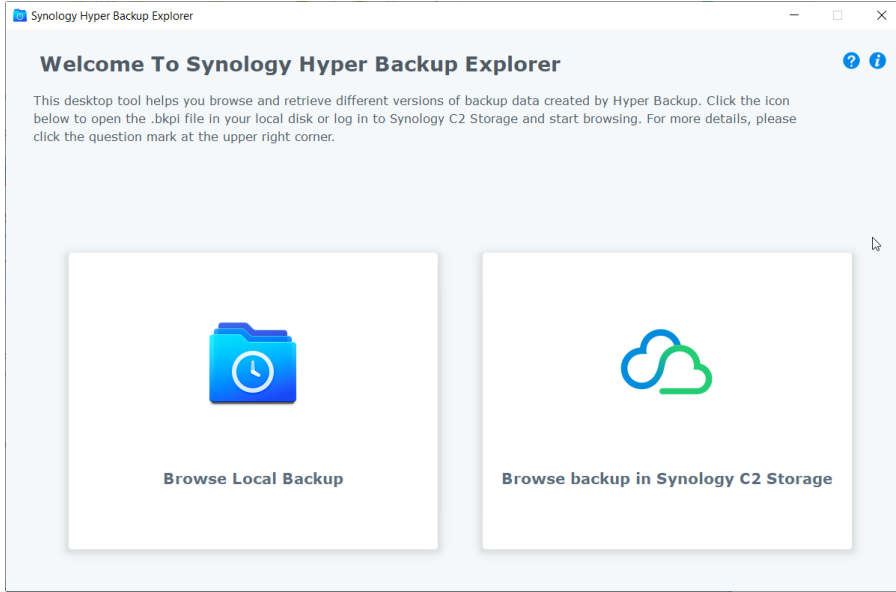 Synology Hyper Backup Explorer
Welcome To Synology Hyper Backup Explorer
This desktop tool helps you browse and retrieve different versions of backup data created by Hyper Backup. Click the icon
below to open the .bkpi file in your local disk or log in to Synology C2 Storage and start browsing. For more details, please
click the question mark at the upper right corner.
Browse Local Backup
Browse backup in Synology C2 Storage